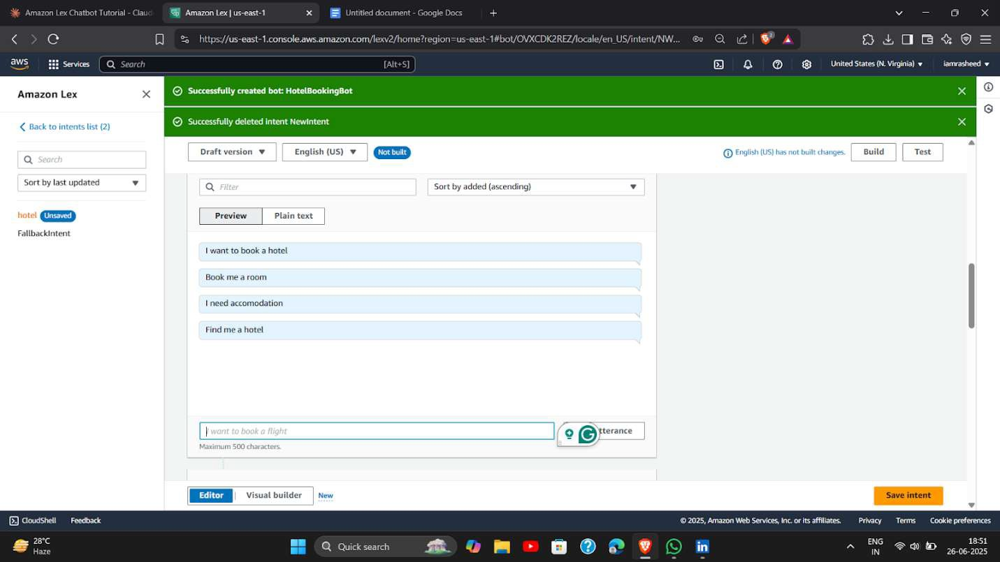 Amazon Lex Chatbot Tutorial - Claud
Amazon Lex | us-east-1
Untitled document - Google Docs
https://us-east-1.console.aws.amazon.com/lexv2/home?region=us-east-1#bot/OVXCDK2REZ/locale/en_US/intent/NW...
2
aws
Services
Search
[Alt+S]
United States (N. Virginia)
iamrasheed
Amazon Lex
Back to intents list (2)
Search
Sort by last updated
hotel Unsaved
FallbackIntent
Successfully created bot: HotelBookingBot
Successfully deleted intent NewIntent
Draft version
English (US)
Not built
English (US) has not built changes.
Build
Test
Filter
Sort by added (ascending)
Preview
Plain text
I want to book a hotel
Book me a room
I need accomodation
Find me a hotel
I want to book a flight
tterance
Maximum 500 characters.
Editor
Visual builder
New
Save intent
CloudShell
Feedback
© 2025, Amazon Web Services, Inc. or its affiliates.
Privacy
Terms
Cookie preferences
28°C
Haze
Quick search
ENG
IN
18:51
26-06-2025